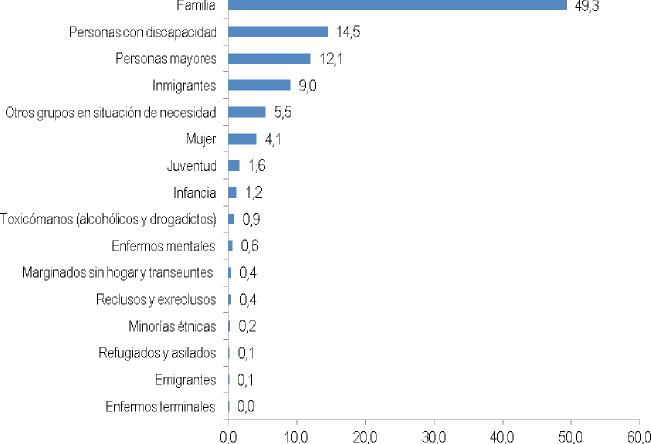 Familia 49,3
Personas con discapacidad 14,5
Personas mayores 12,1
Inmigrantes 9,0
Otros grupos en situación de necesidad 5,5
Mujer 4,1
Juventud 1,6
Infancia 1,2
Toxicómanos (alcohólicos y drogadictos) 0,9
Enfermos mentales 0,6
Marginados sin hogar y transeuntes 0,4
Reclusos y exreclusos 0,4
Minorías étnicas 0,2
Refugiados y asilados 0,1
Emigrantes 0,1
Enfermos terminales 0,0
0,0 10,0 20,0 30,0 40,0 50,0 60,0